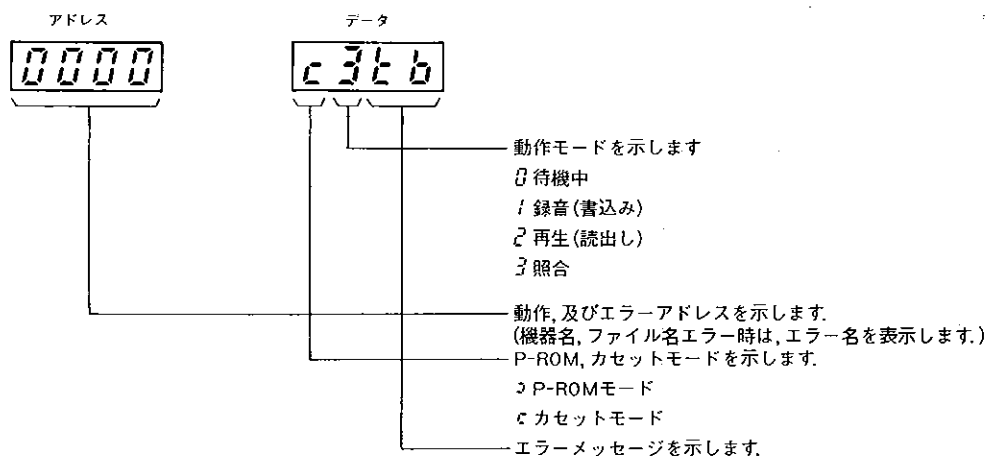 アドレス データ
0000 c3tb
動作モードを示します
0 待機中
1 録音(書込み)
2 再生(読出し)
3 照合
動作,及びエラーアドレスを示します.
(機器名,ファイル名エラー時は,エラー名を表示します.)
P-ROM,カセットモードを示します.
P-ROMモード
c カセットモード
エラーメッセージを示します.